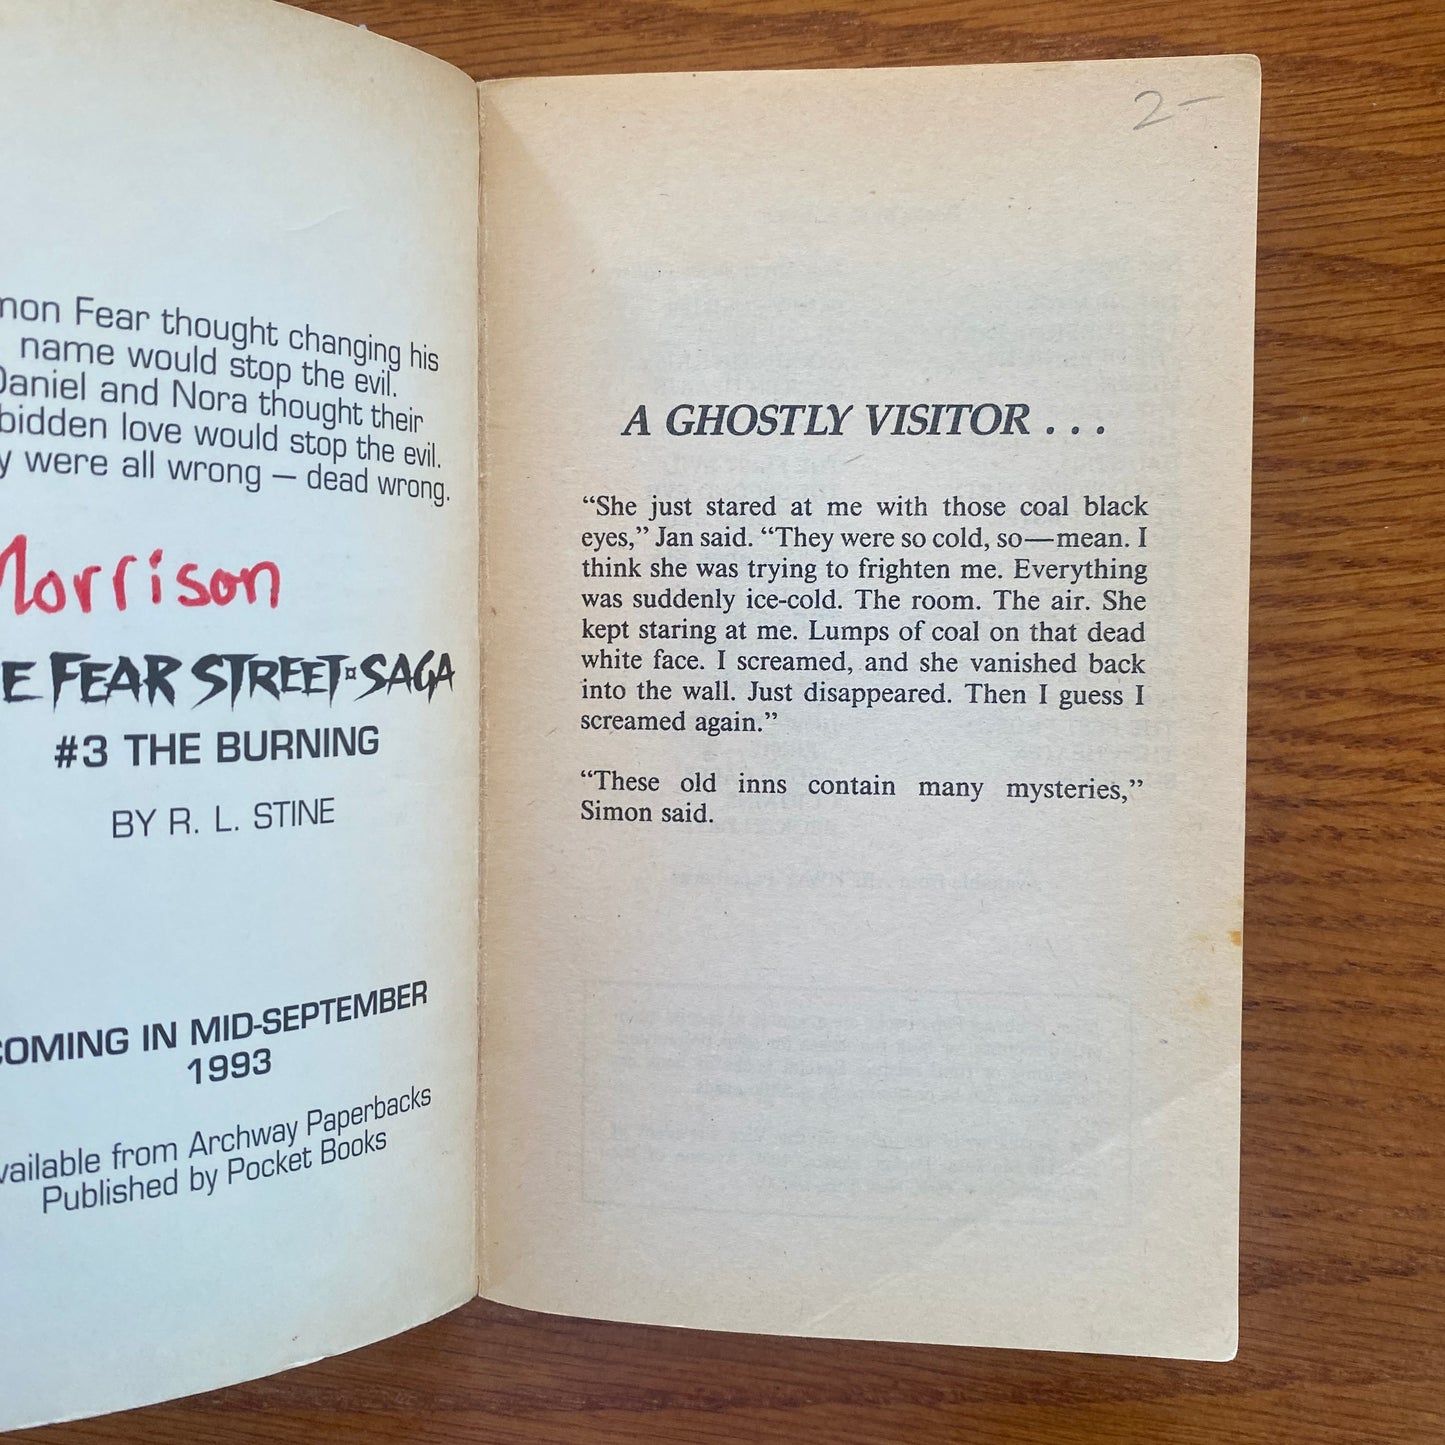 Fear thought changing his
name would stop the evil.
and Nora thought their
love would stop the evil.
were all wrong — dead wrong.
Morrison
FEAR STREET SAGA
#3 THE BURNING
BY R. L. STINE
COMING IN MID-SEPTEMBER
1993
from Archway Paperbacks
Published by Pocket Books
2-
A GHOSTLY VISITOR . . .
“She just stared at me with those coal black
eyes,” Jan said. “They were so cold, so—mean. I
think she was trying to frighten me. Everything
was suddenly ice-cold. The room. The air. She
kept staring at me. Lumps of coal on that dead
white face. I screamed, and she vanished back
into the wall. Just disappeared. Then I guess I
screamed again.”
“These old inns contain many mysteries,”
Simon said.